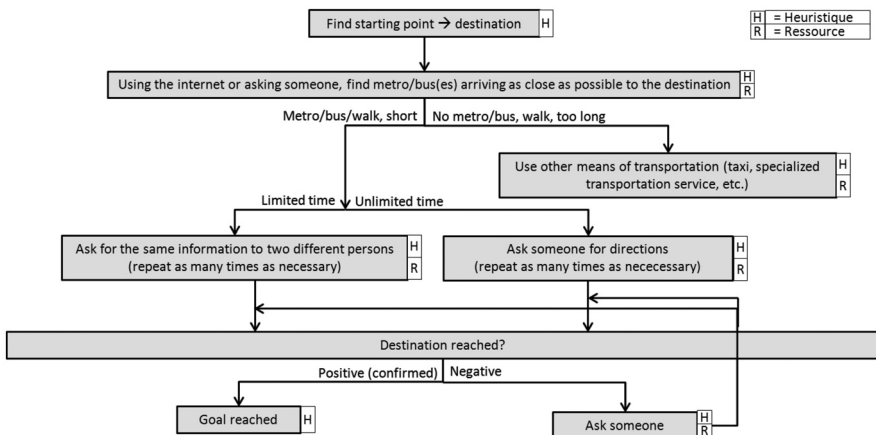 Find starting point → destination H
H = Heuristique
R = Ressource
Using the internet or asking someone, find metro/bus(es) arriving as close as possible to the destination H R
Metro/bus/walk, short No metro/bus, walk, too long
Use other means of transportation (taxi, specialized H
transportation service, etc.) R
Limited time Unlimited time
Ask for the same information to two different persons H
(repeat as many times as necessary) R
Ask someone for directions H
(repeat as many times as nececessary) R
Destination reached?
Positive (confirmed) Negative
Goal reached H
Ask someone H R